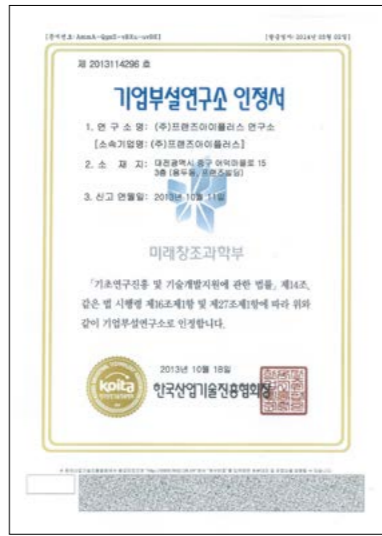 제 2013114296 호
기업부설연구소 인정서
1. 연 구 소 명: (주)프랜즈아이플러스 연구소
[소속기업명: (주)프랜즈아이플러스]
2. 소 재 지: 대전광역시 중구 어덕마을로 15
3층 (용두동, 프랜즈빌딩)
3. 신고 연월일: 2013년 10월 11일
미래창조과학부
「기초연구진흥 및 기술개발지원에 관한 법률」 제14조,
같은 법 시행령 제16조제1항 및 제27조제1항에 따라 위와
같이 기업부설연구소로 인정합니다.
2013년 10월 18일
koita
한국산업기술진흥협회장